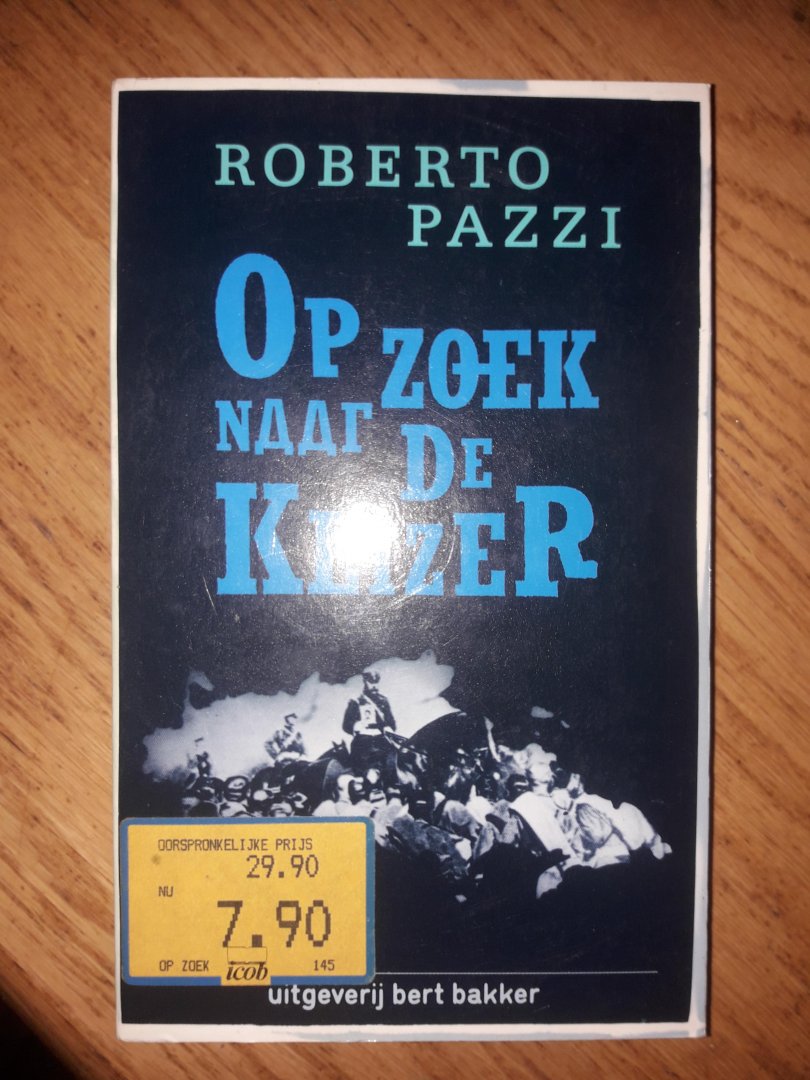 ROBERTO
PAZZI
OP ZOEK
NAAR DE
KEIZER
OORSPRONKELIJKE PRIJS
29.90
NU
7.90
OP ZOEK icob 145
uitgeverij bert bakker